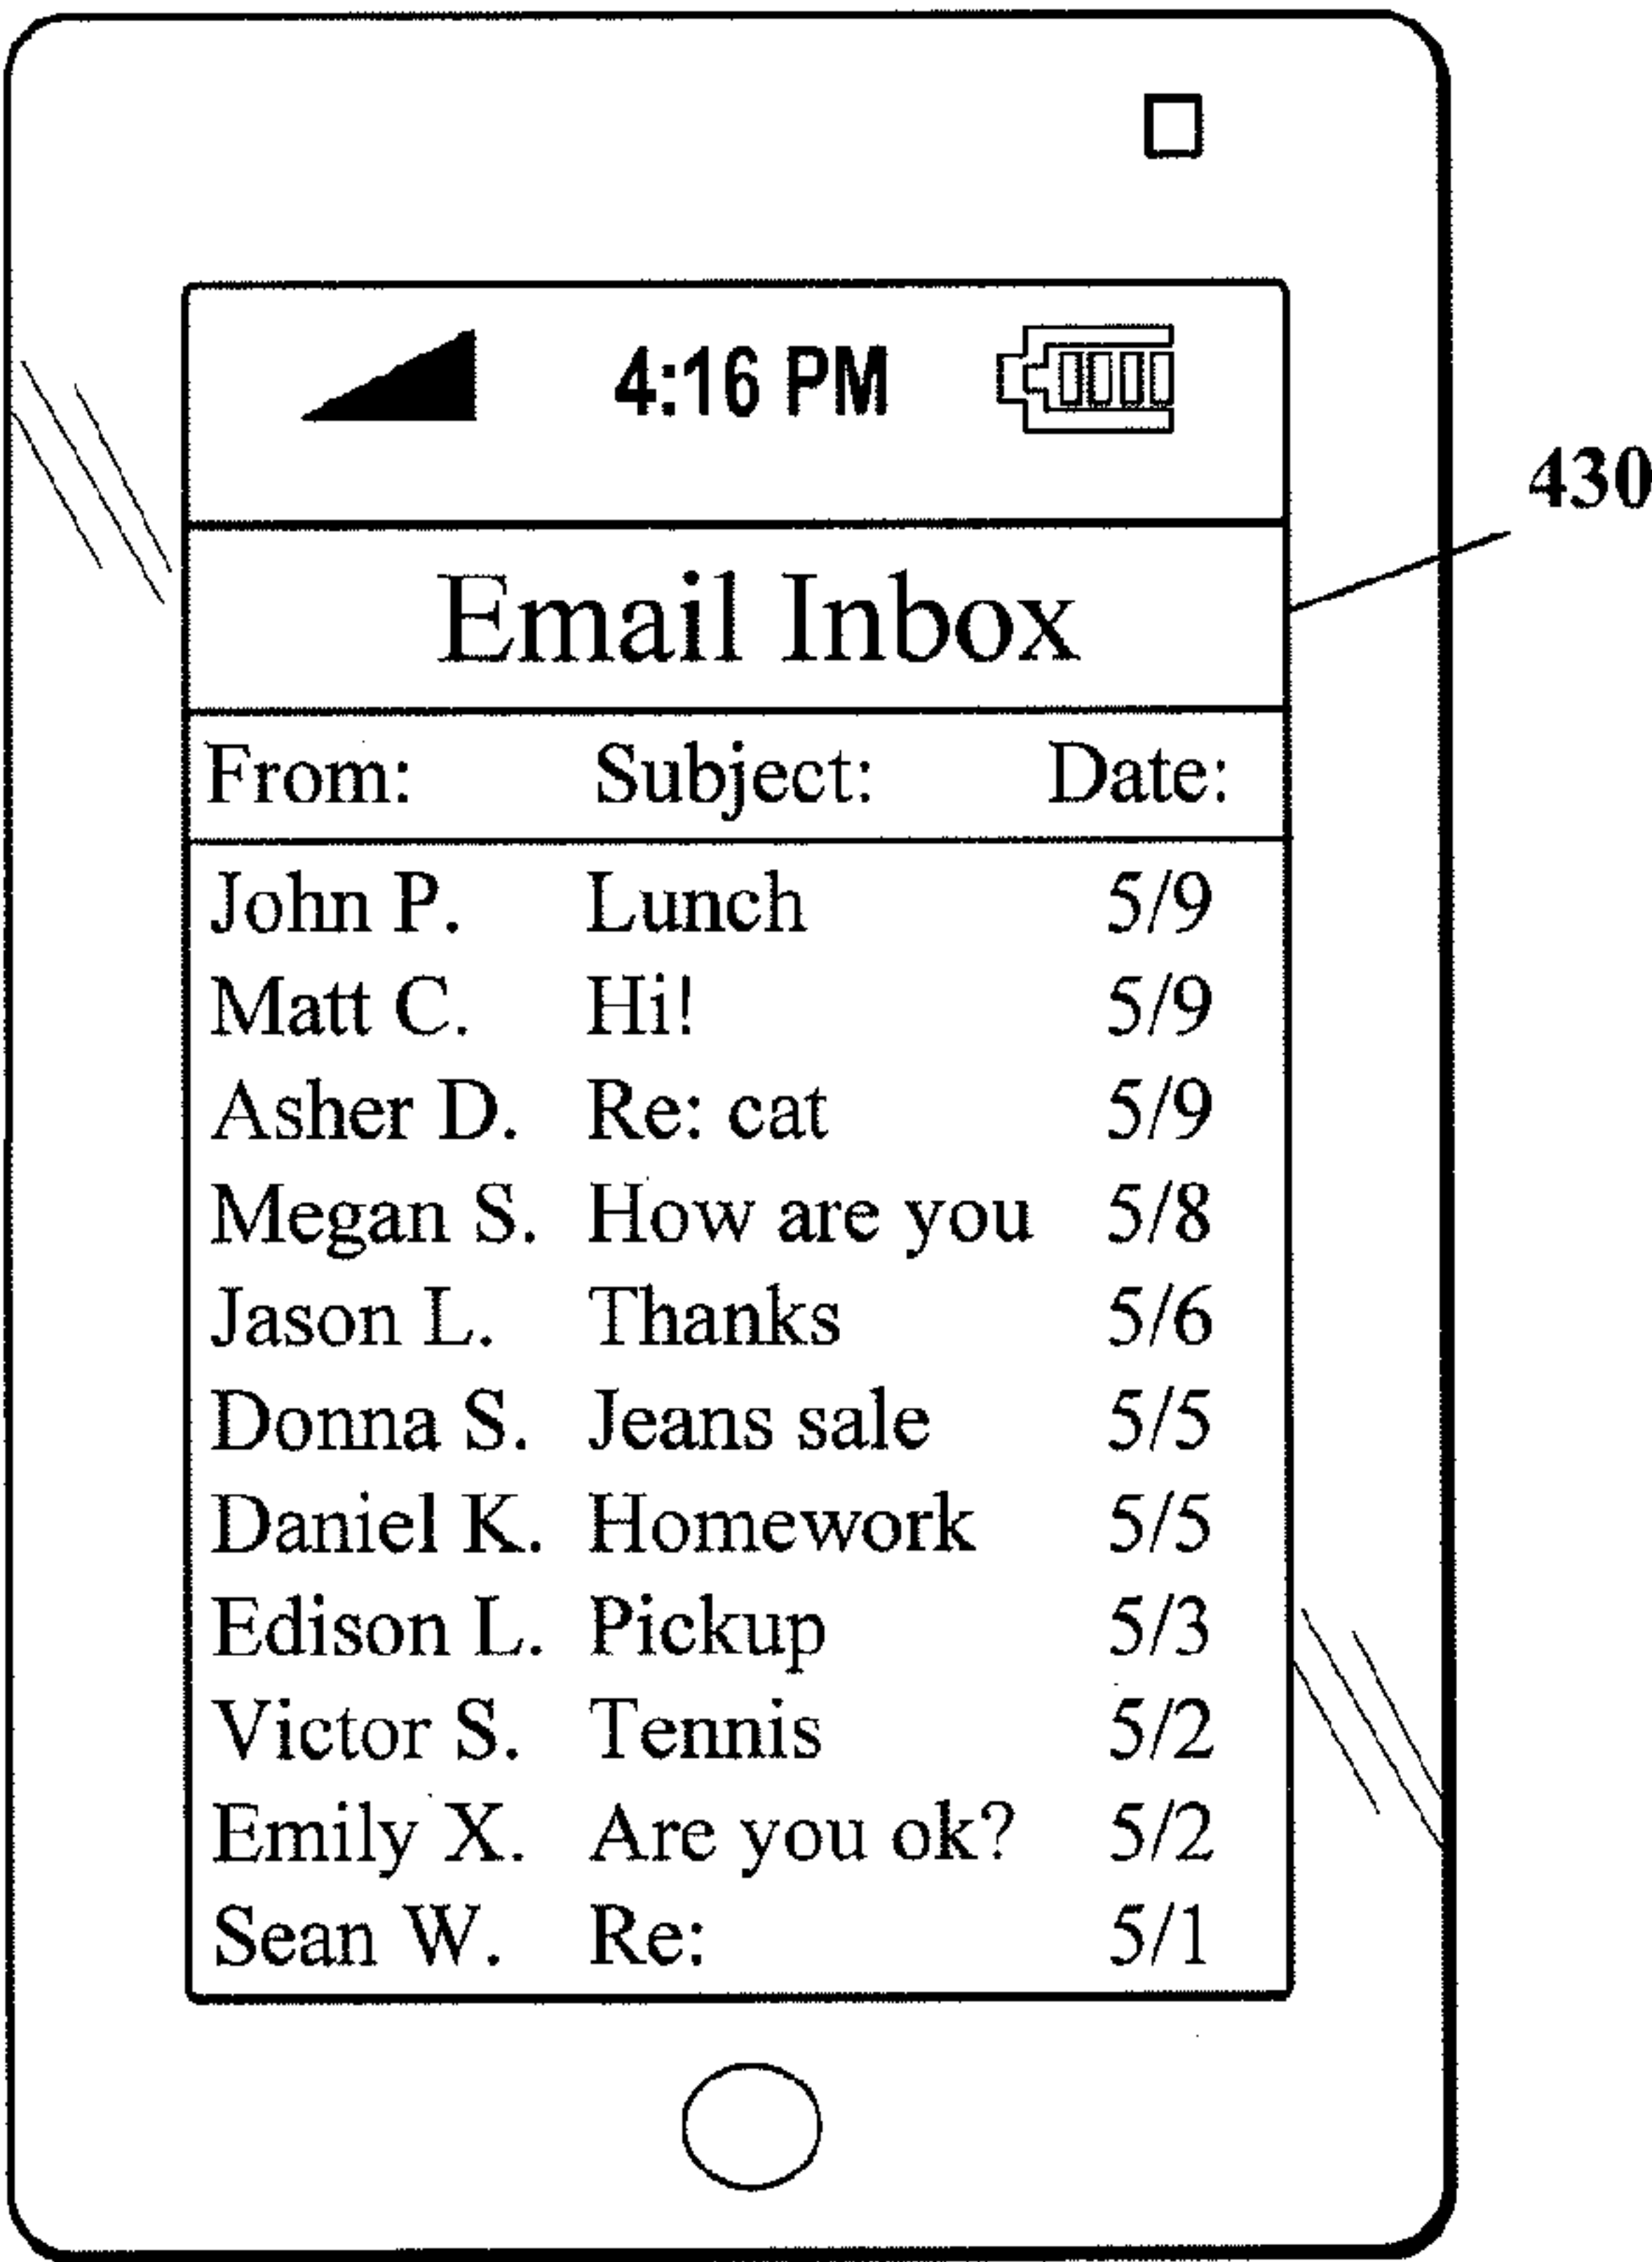 4:16 PM
430
Email Inbox
From: Subject: Date:
John P. Lunch 5/9
Matt C. Hi! 5/9
Asher D. Re: cat 5/9
Megan S. How are you 5/8
Jason L. Thanks 5/6
Donna S. Jeans sale 5/5
Daniel K. Homework 5/5
Edison L. Pickup 5/3
Victor S. Tennis 5/2
Emily X. Are you ok? 5/2
Sean W. Re: 5/1